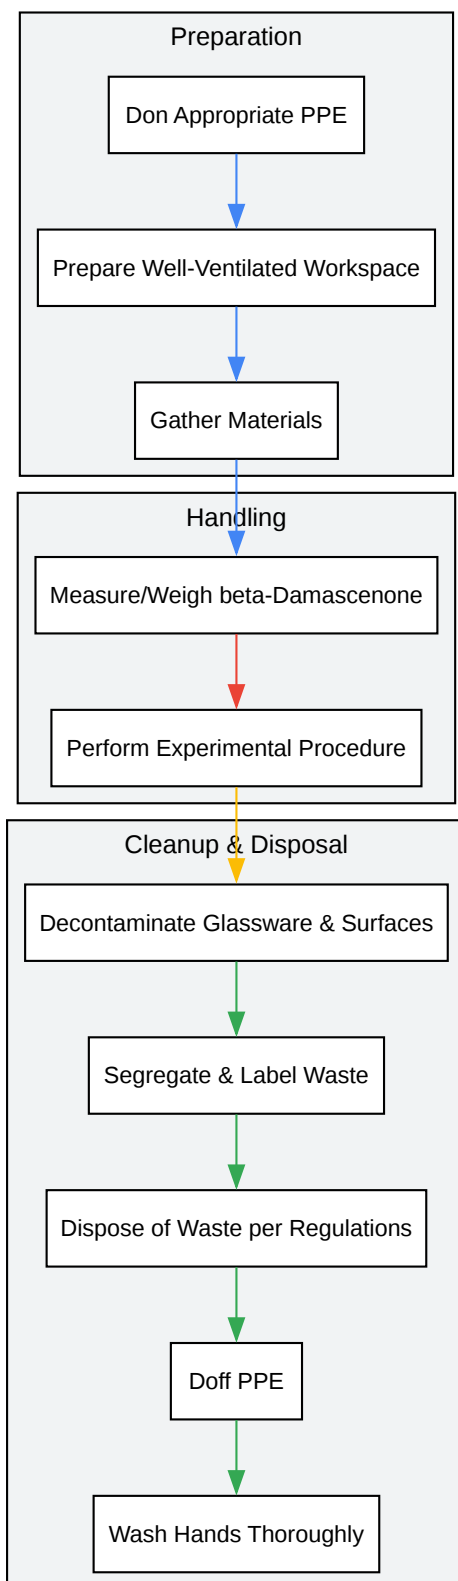 Preparation
Don Appropriate PPE
Prepare Well-Ventilated Workspace
Gather Materials
Handling
Measure/Weigh beta-Damascenone
Perform Experimental Procedure
Cleanup & Disposal
Decontaminate Glassware & Surfaces
Segregate & Label Waste
Dispose of Waste per Regulations
Doff PPE
Wash Hands Thoroughly